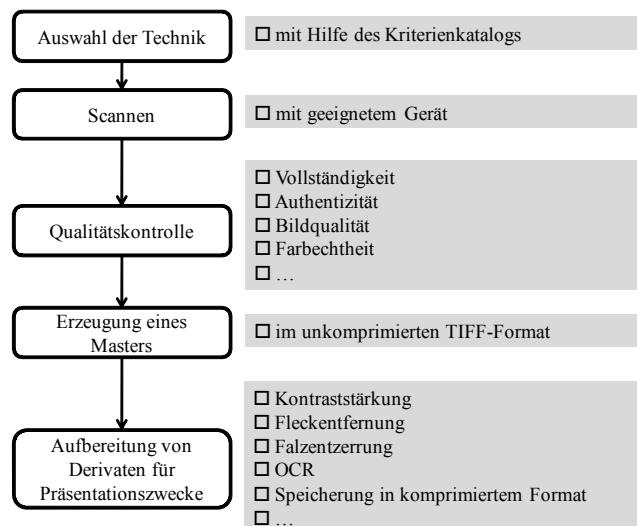 Auswahl der Technik
☐ mit Hilfe des Kriterienkatalogs
Scannen
☐ mit geeignetem Gerät
Qualitätskontrolle
☐ Vollständigkeit
☐ Authentizität
☐ Bildqualität
☐ Farbechtheit
☐ …
Erzeugung eines
Masters
☐ im unkomprimierten TIFF-Format
Aufbereitung von
Derivaten für
Präsentationszwecke
☐ Kontraststärkung
☐ Fleckentfernung
☐ Falzentzerrung
☐ OCR
☐ Speicherung in komprimiertem Format
☐ …